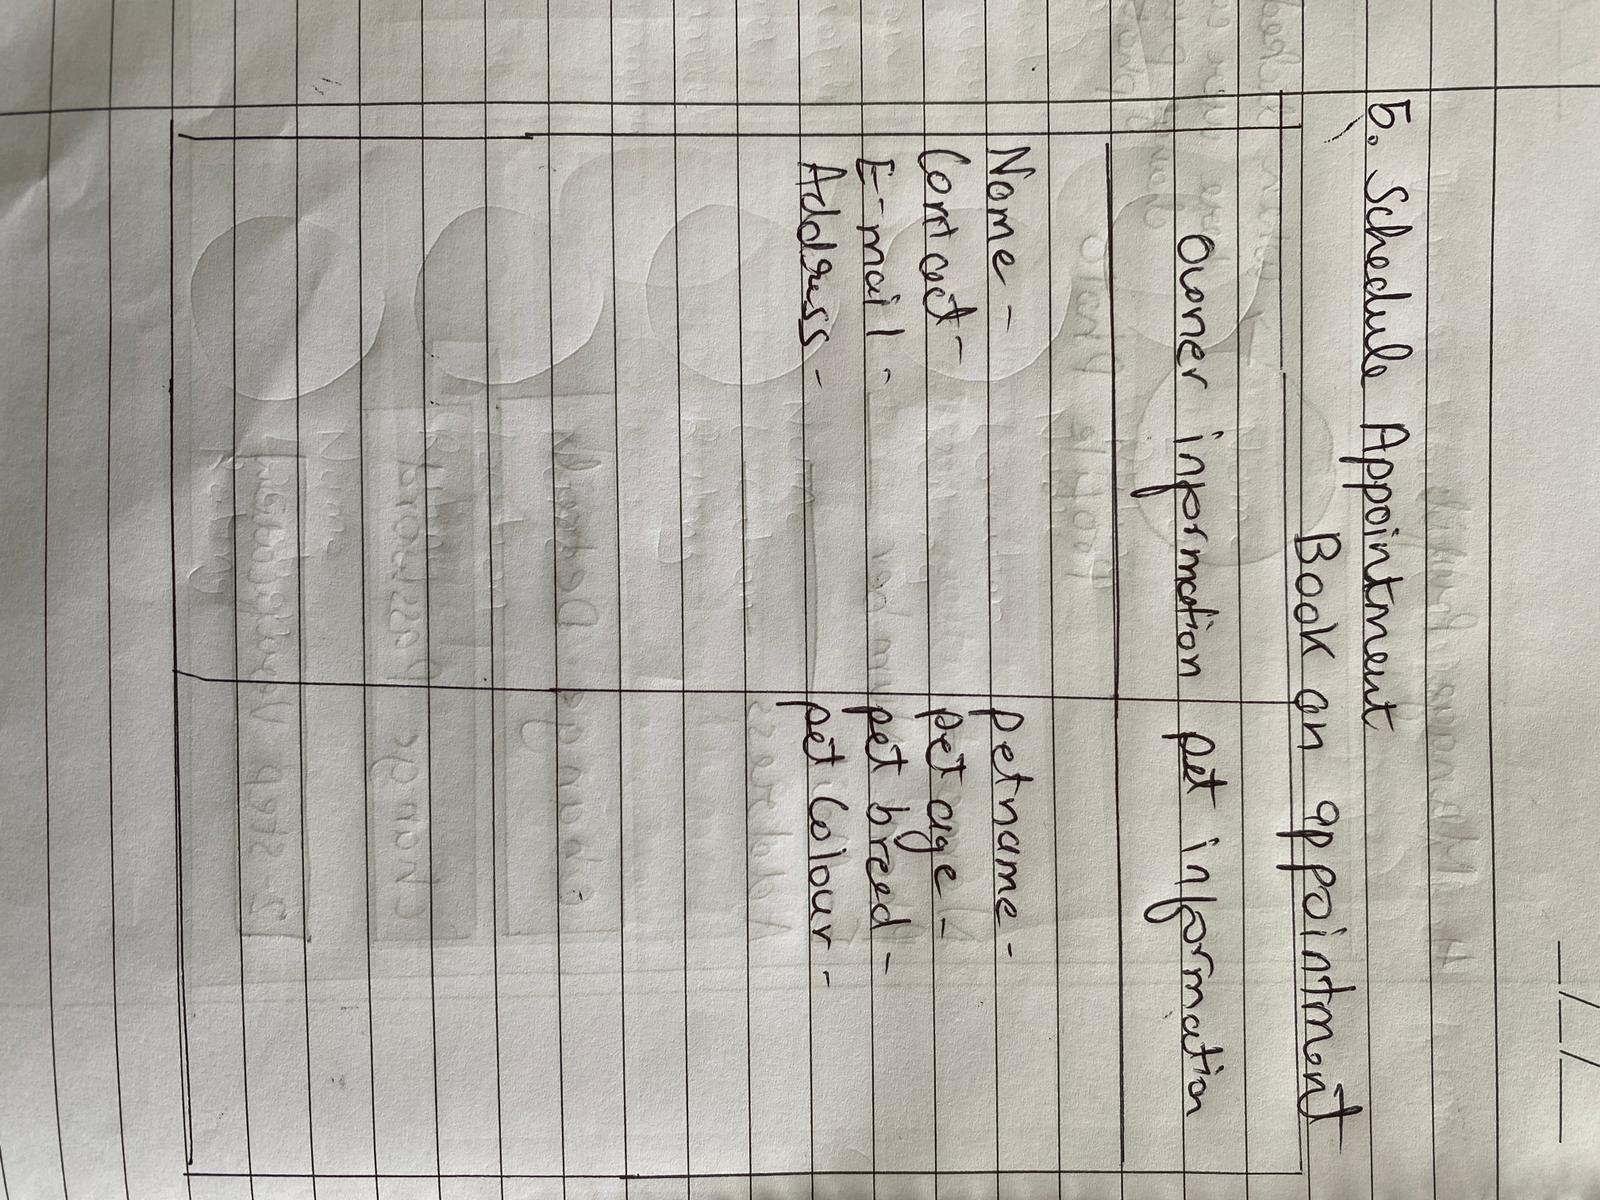 5. Schedule Appointment
Book an appointment
Owner information pet information
Name - petname -
Contact - pet age -
E-mail - pet breed -
Address - pet Colour -